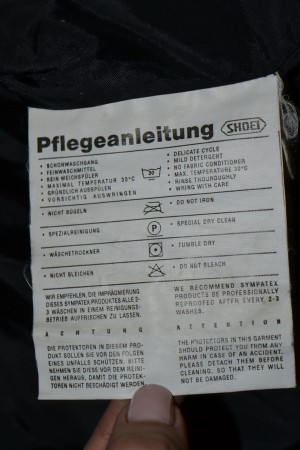 Pflegeanleitung SHOEI
• SCHONWASCHGANG
• FEINWASCHMITTEL
• KEIN WEICHSPÜLER
• MAXIMAL TEMPERATUR 30°C
• GRÜNDLICH AUSSPÜLEN
• VORSICHTIG AUSWRINGEN
30
• DELICATE CYCLE
• MILD DETERGENT
• NO FABRIC CONDITIONER
• MAX. TEMPERATURE 30°C
• RINSE THOUROUGHLY
• WRING WITH CARE
• NICHT BÜGELN
• DO NOT IRON
• SPEZIALREINIGUNG
P
• SPECIAL DRY CLEAN
• WÄSCHETROCKNER
• TUMBLE DRY
• NICHT BLEICHEN
• DO NOT BLEACH
WIR EMPFEHLEN, DIE IMPRÄGNIERUNG
DIESES SYMPATEX PRODUKTES ALLE 2-
3 WÄSCHEN IN EINEM REINIGUNGS-
BETRIEB AUFFRISCHEN ZU LASSEN.
WE RECOMMEND SYMPATEX
PRODUCTS BE PROFESSIONALLY
REPROOFED AFTER EVERY 2-3
WASHES.
ACHTUNG
DIE PROTEKTOREN IN DIESEM PRO-
DUKT SOLLEN SIE VOR DEN FOLGEN
EINES UNFALLS SCHÜTZEN. BITTE
NEHMEN SIE DIESE VOR DEM REINI-
GEN HERAUS, DAMIT DIE PROTEK-
TOREN NICHT BESCHÄDIGT WERDEN.
ATTENTION
THE PROTECTORS IN THIS GARMENT
SHOULD PROTECT YOU FROM ANY
HARM IN CASE OF AN ACCIDENT.
PLEASE DETACH THEM BEFORE
CLEANING, SO THAT THEY WILL
NOT BE DAMAGED.